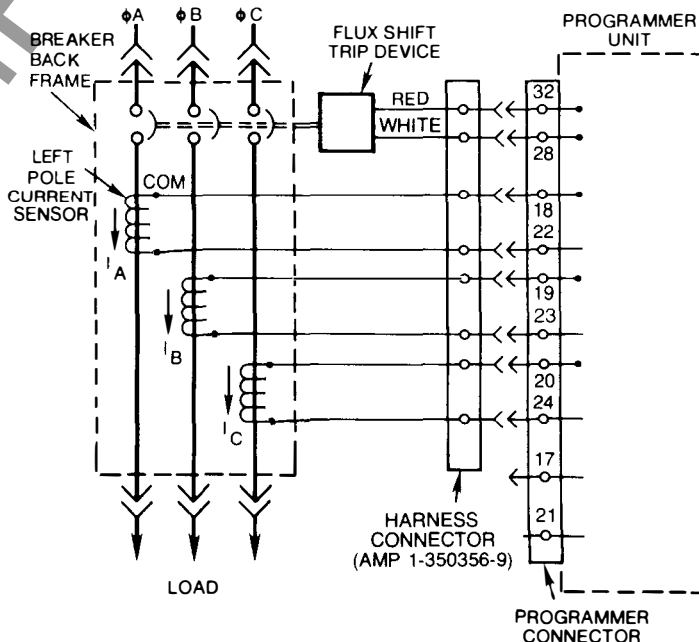 ϕA
ϕB
ϕC
BREAKER
BACK
FRAME
FLUX SHIFT
TRIP DEVICE
PROGRAMMER
UNIT
RED
WHITE
32
28
LEFT
POLE
CURRENT
SENSOR
COM
18
22
I A
19
23
I B
20
24
I C
17
21
HARNESS
CONNECTOR
(AMP 1-350356-9)
LOAD
PROGRAMMER
CONNECTOR